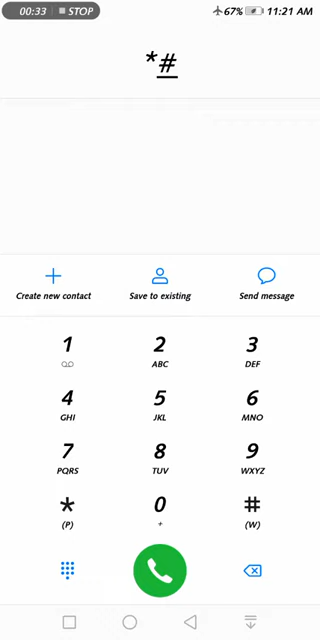 00:33 STOP 67% 11:21 AM
*#
Create new contact Save to existing Send message
1 2 3
ABC DEF
4 5 6
GHI JKL MNO
7 8 9
PQRS TUV WXYZ
* 0 #
(P) + (W)